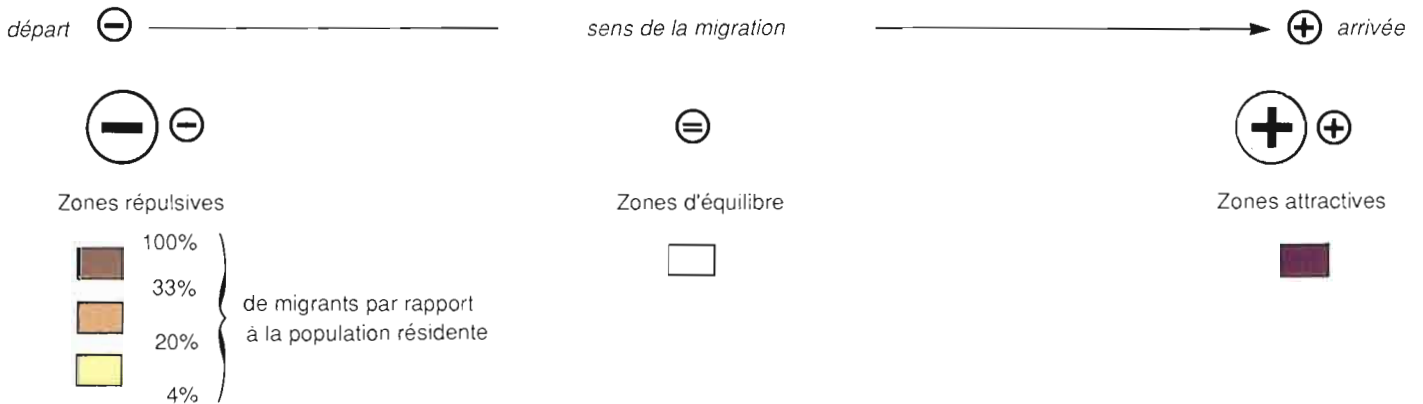 départ sens de la migration arrivée
Zones répulsives Zones d'équilibre Zones attractives
100%
33%
de migrants par rapport
à la population résidente
20%
4%